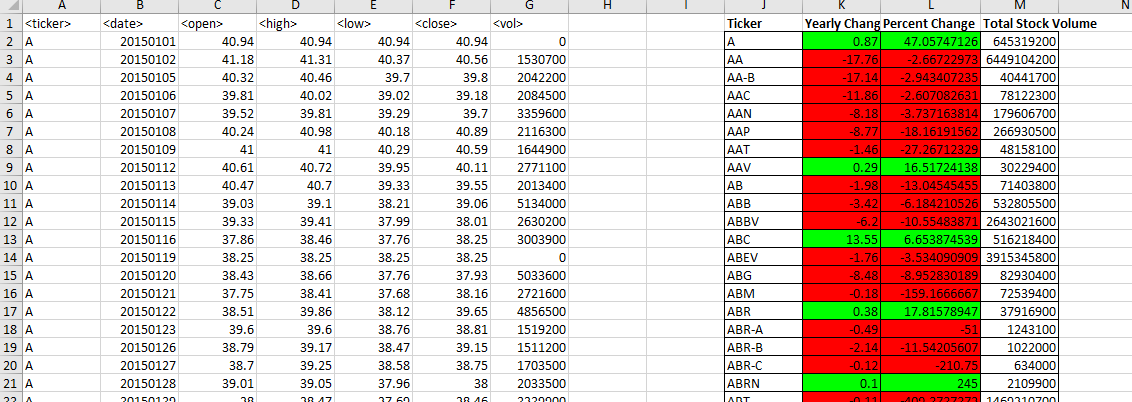 A B C D E F G H I J K L M N
1 <ticker> <date> <open> <high> <low> <close> <vol> Ticker Yearly Chang Percent Change Total Stock Volume
2 A 20150101 40.94 40.94 40.94 40.94 0 A 0.87 47.05747126 645319200
3 A 20150102 41.18 41.31 40.37 40.56 1530700 AA -17.76 -2.66722973 6449104200
4 A 20150105 40.32 40.46 39.7 39.8 2042200 AA-B -17.14 -2.943407235 40441700
5 A 20150106 39.81 40.02 39.02 39.18 2084500 AAC -11.86 -2.607082631 78122300
6 A 20150107 39.52 39.81 39.29 39.7 3359600 AAN -8.18 -3.737163814 179606700
7 A 20150108 40.24 40.98 40.18 40.89 2116300 AAP -8.77 -18.16191562 266930500
8 A 20150109 41 41 40.29 40.59 1644900 AAT -1.46 -27.26712329 48158100
9 A 20150112 40.61 40.72 39.95 40.11 2771100 AAV 0.29 16.51724138 30229400
10 A 20150113 40.47 40.7 39.33 39.55 2013400 AB -1.98 -13.04545455 71403800
11 A 20150114 39.03 39.1 38.21 39.06 5134000 ABB -3.42 -6.184210526 532805500
12 A 20150115 39.33 39.41 37.99 38.01 2630200 ABBV -6.2 -10.55483871 2643021600
13 A 20150116 37.86 38.46 37.76 38.25 3003900 ABC 13.55 6.653874539 516218400
14 A 20150119 38.25 38.25 38.25 38.25 0 ABEV -1.76 -3.534090909 3915345800
15 A 20150120 38.43 38.66 37.76 37.93 5033600 ABG -8.48 -8.952830189 82930400
16 A 20150121 37.75 38.41 37.68 38.16 2721600 ABM -0.18 -159.1666667 72539400
17 A 20150122 38.51 39.86 38.12 39.65 4856500 ABR 0.38 17.81578947 37916900
18 A 20150123 39.6 39.6 38.76 38.81 1519200 ABR-A -0.49 -51 1243100
19 A 20150126 38.79 39.17 38.47 39.15 1511200 ABR-B -2.14 -11.54205607 1022000
20 A 20150127 38.7 39.25 38.58 38.75 1703500 ABR-C -0.12 -210.75 634000
21 A 20150128 39.01 39.05 37.96 38 2033500 ABRN 0.1 245 2109900